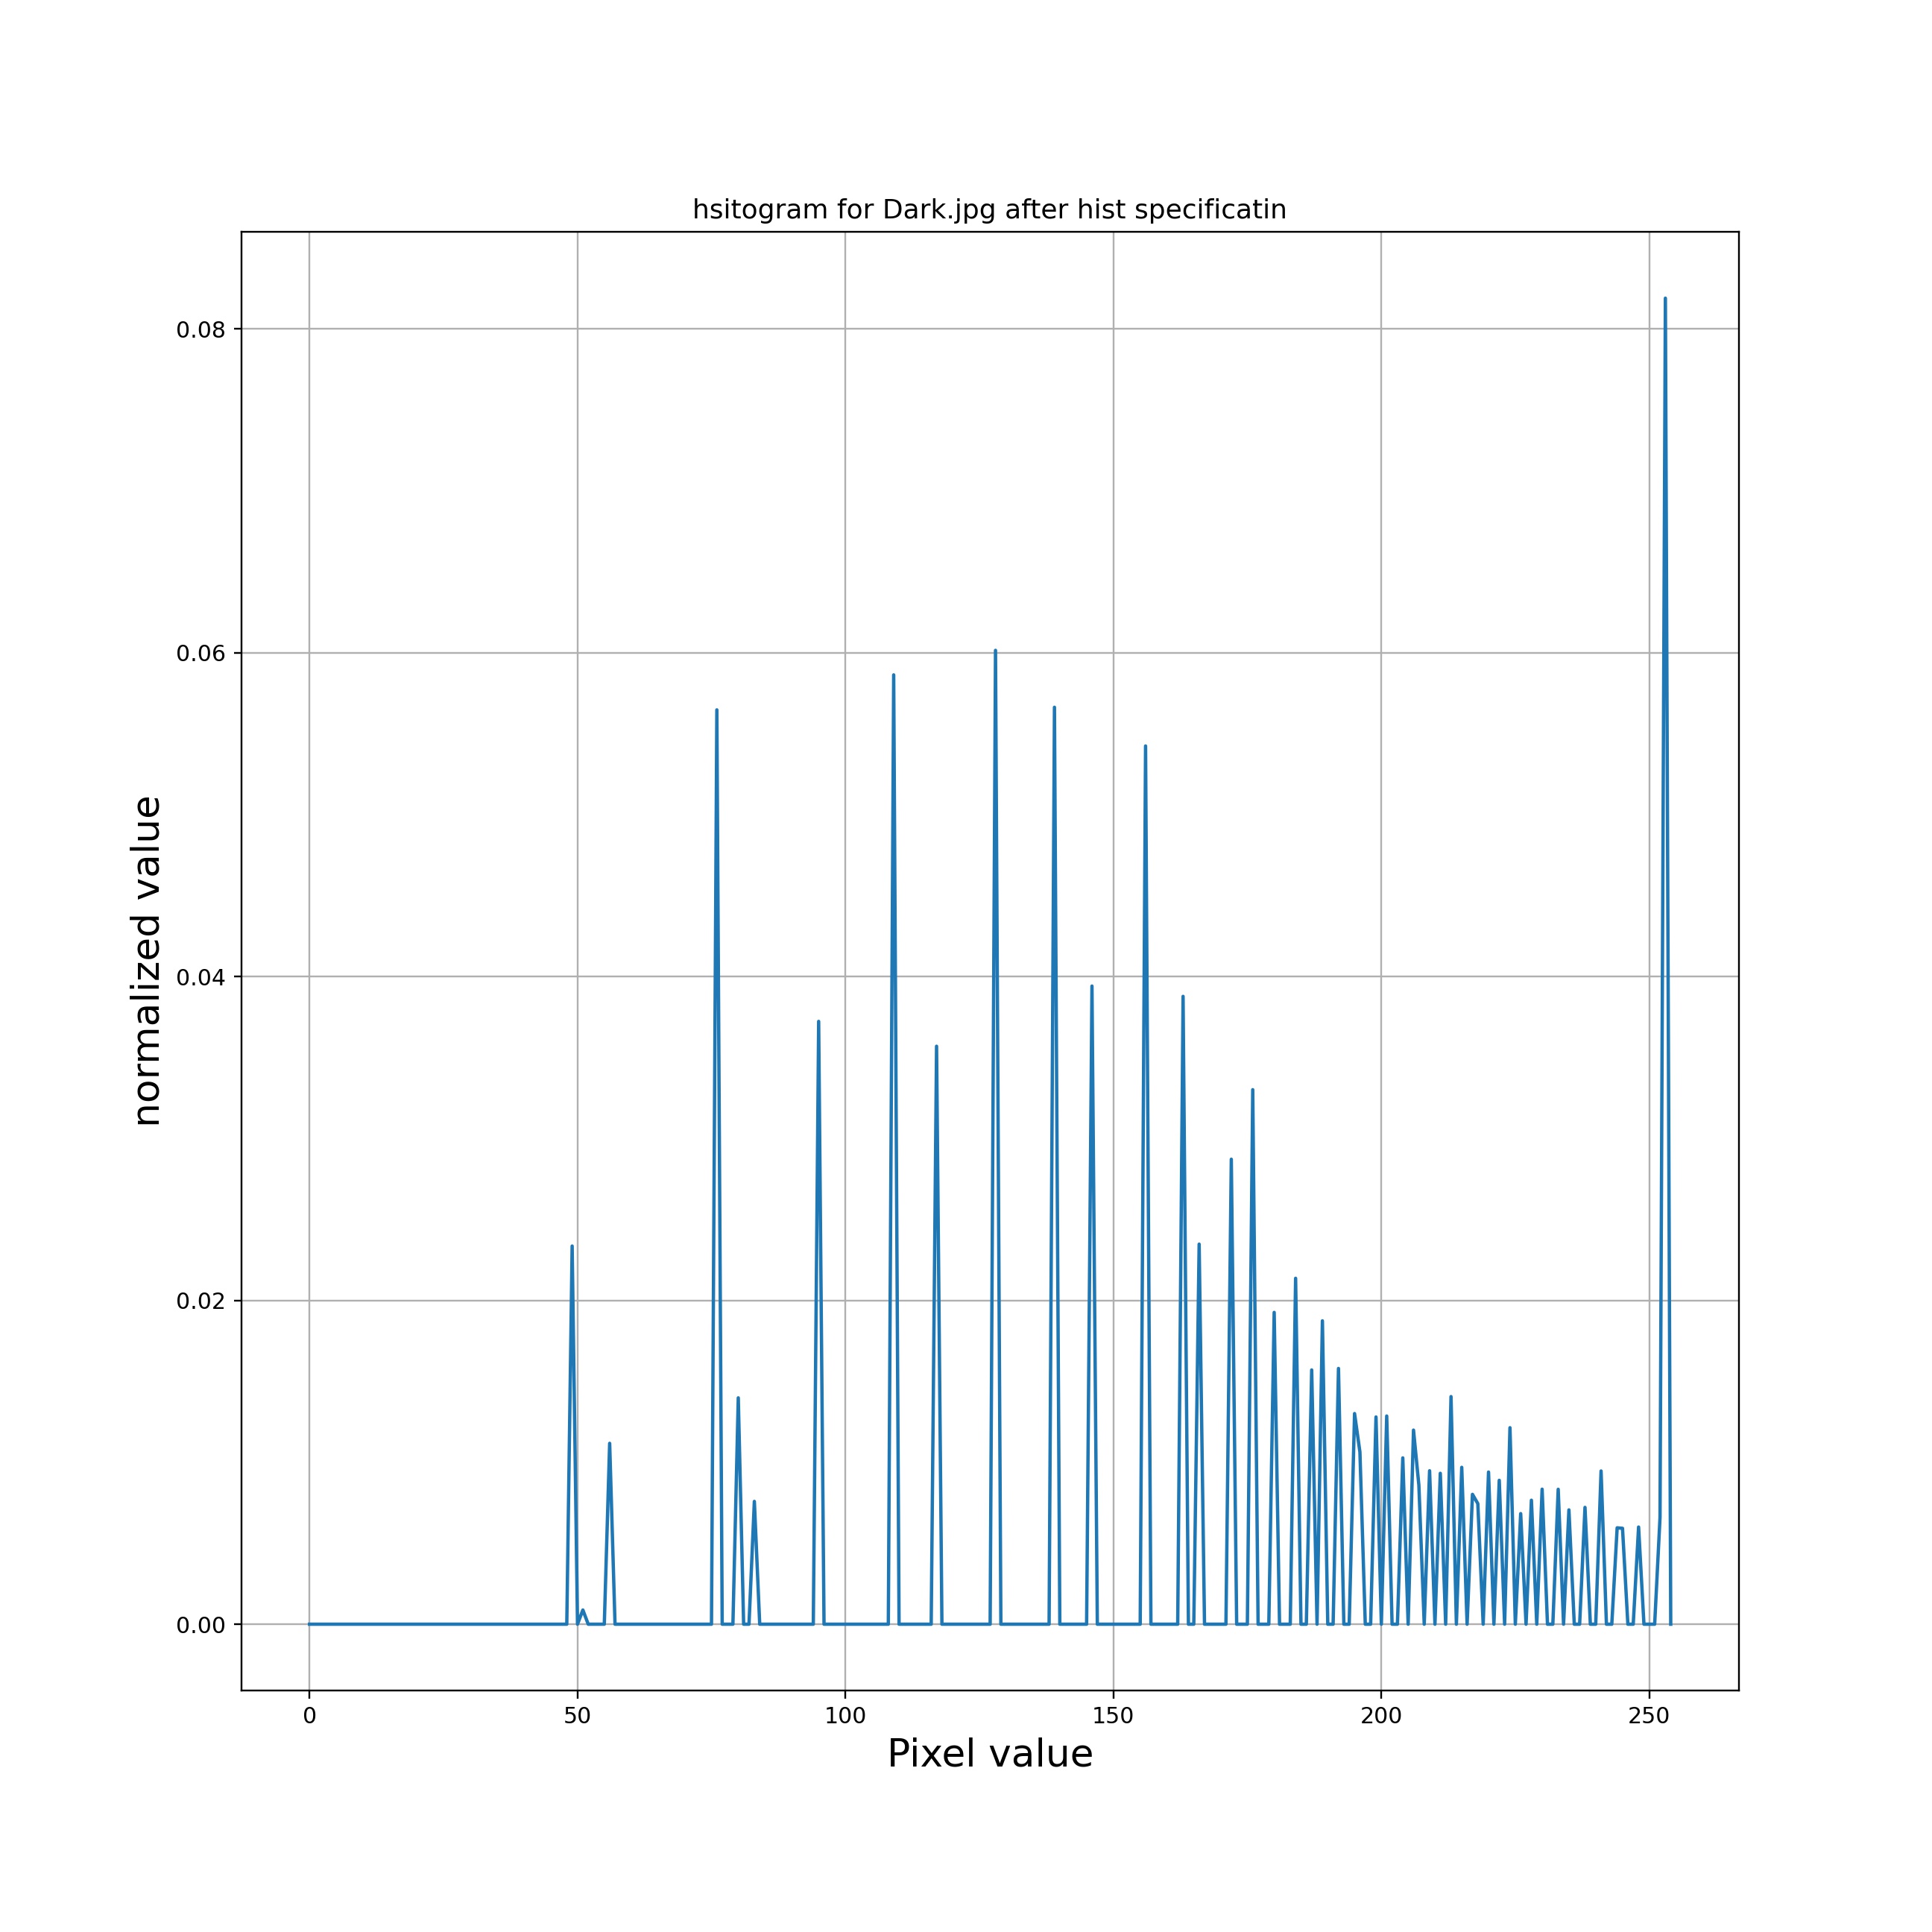 hsitogram for Dark.jpg after hist specificatin
0.08
0.06
0.04
0.02
0.00
normalized value
0 50 100 150 200 250
Pixel value